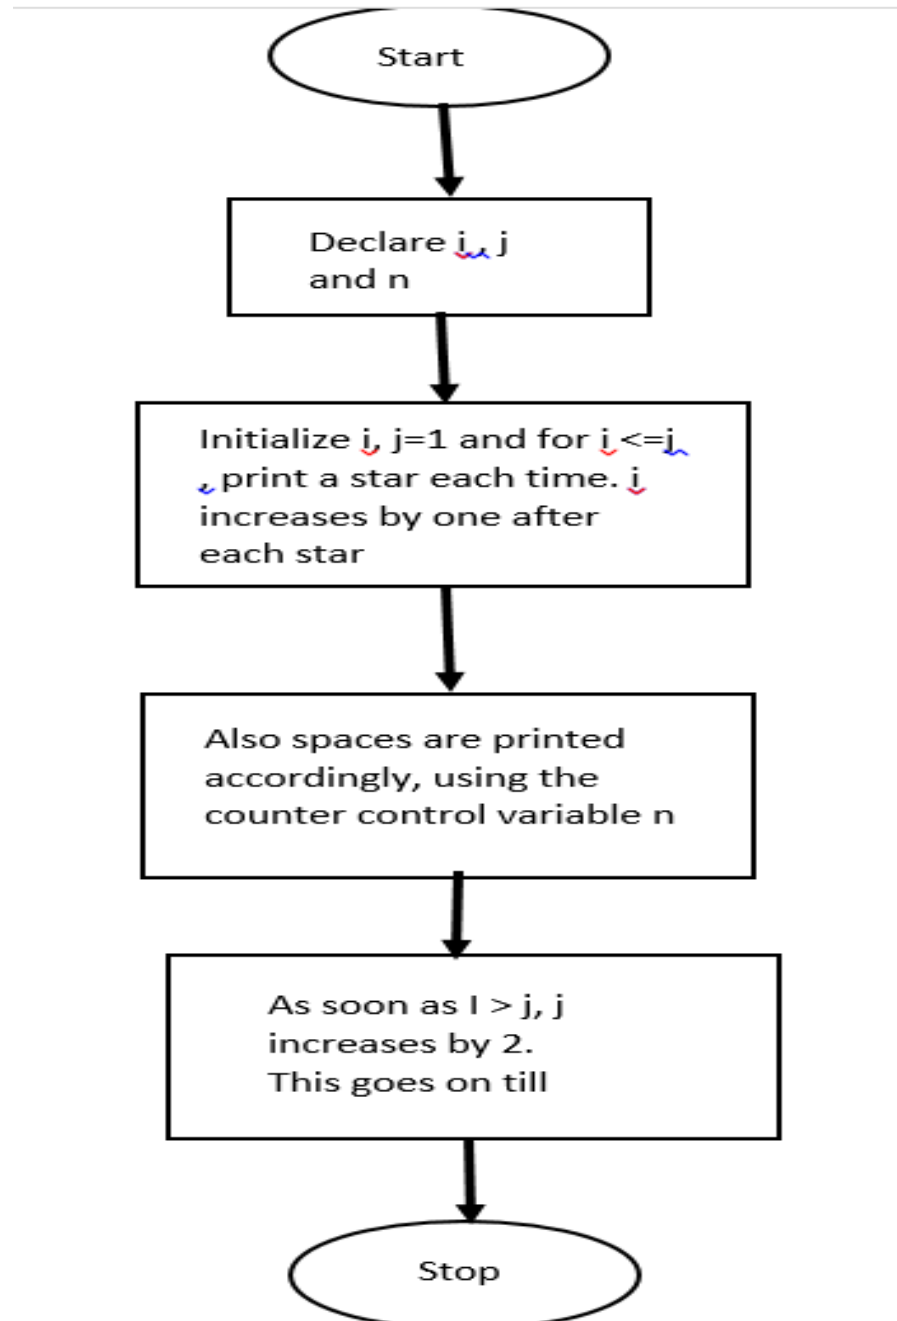 Start
Declare i, j
and n
Initialize i, j=1 and for i <=j
, print a star each time. i
increases by one after
each star
Also spaces are printed
accordingly, using the
counter control variable n
As soon as I > j, j
increases by 2.
This goes on till
Stop